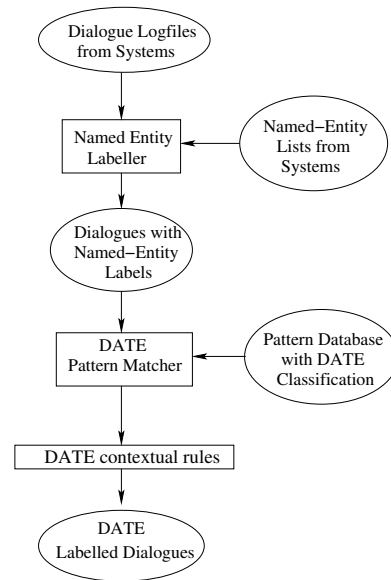 Dialogue Logfiles
from Systems
Named Entity
Labeller
Named−Entity
Lists from
Systems
Dialogues with
Named−Entity
Labels
DATE
Pattern Matcher
Pattern Database
with DATE
Classification
DATE contextual rules
DATE
Labelled Dialogues